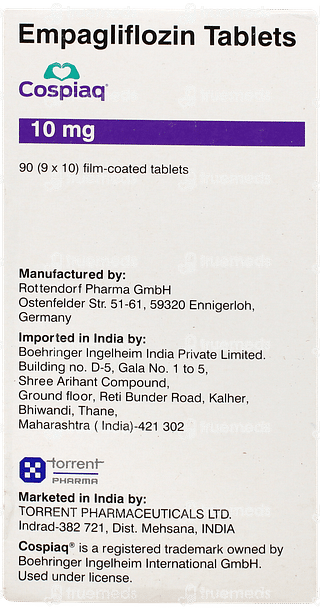 Empagliflozin Tablets
Cospiaq®
10 mg
90 (9 x 10) film-coated tablets
Manufactured by:
Rottendorf Pharma GmbH
Ostenfelder Str. 51-61, 59320 Ennigerloh,
Germany
Imported in India by:
Boehringer Ingelheim India Private Limited.
Building no. D-5, Gala No. 1 to 5,
Shree Arihant Compound,
Ground floor, Reti Bunder Road, Kalher,
Bhiwandi, Thane,
Maharashtra ( India)-421 302
torrent
PHARMA
Marketed in India by:
TORRENT PHARMACEUTICALS LTD.
Indrad-382 721, Dist. Mehsana, INDIA
Cospiaq® is a registered trademark owned by
Boehringer Ingelheim International GmbH.
Used under license.
truemeds